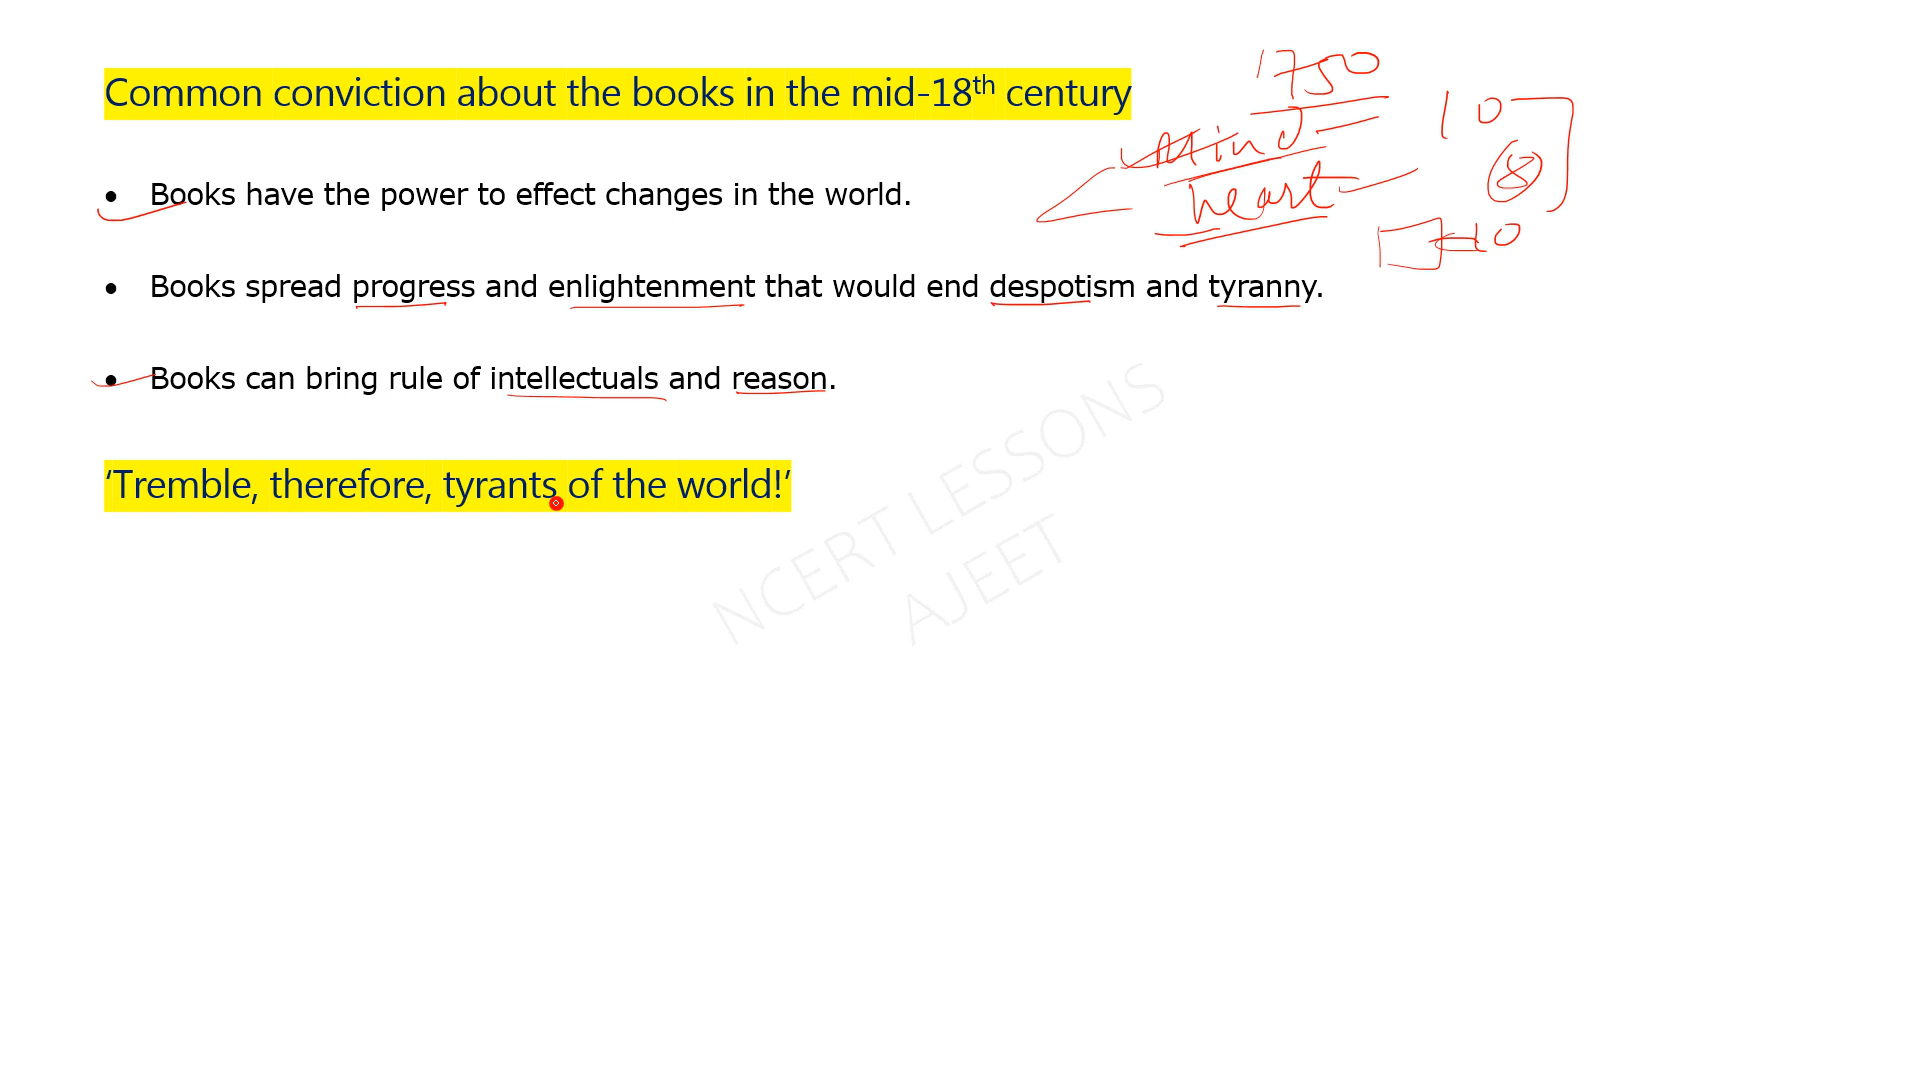 Common conviction about the books in the mid-18th century
1750
Mind
heart
10
8
10
• Books have the power to effect changes in the world.
• Books spread progress and enlightenment that would end despotism and tyranny.
• Books can bring rule of intellectuals and reason.
‘Tremble, therefore, tyrants of the world!’
NCERT LESSONS
AJEET